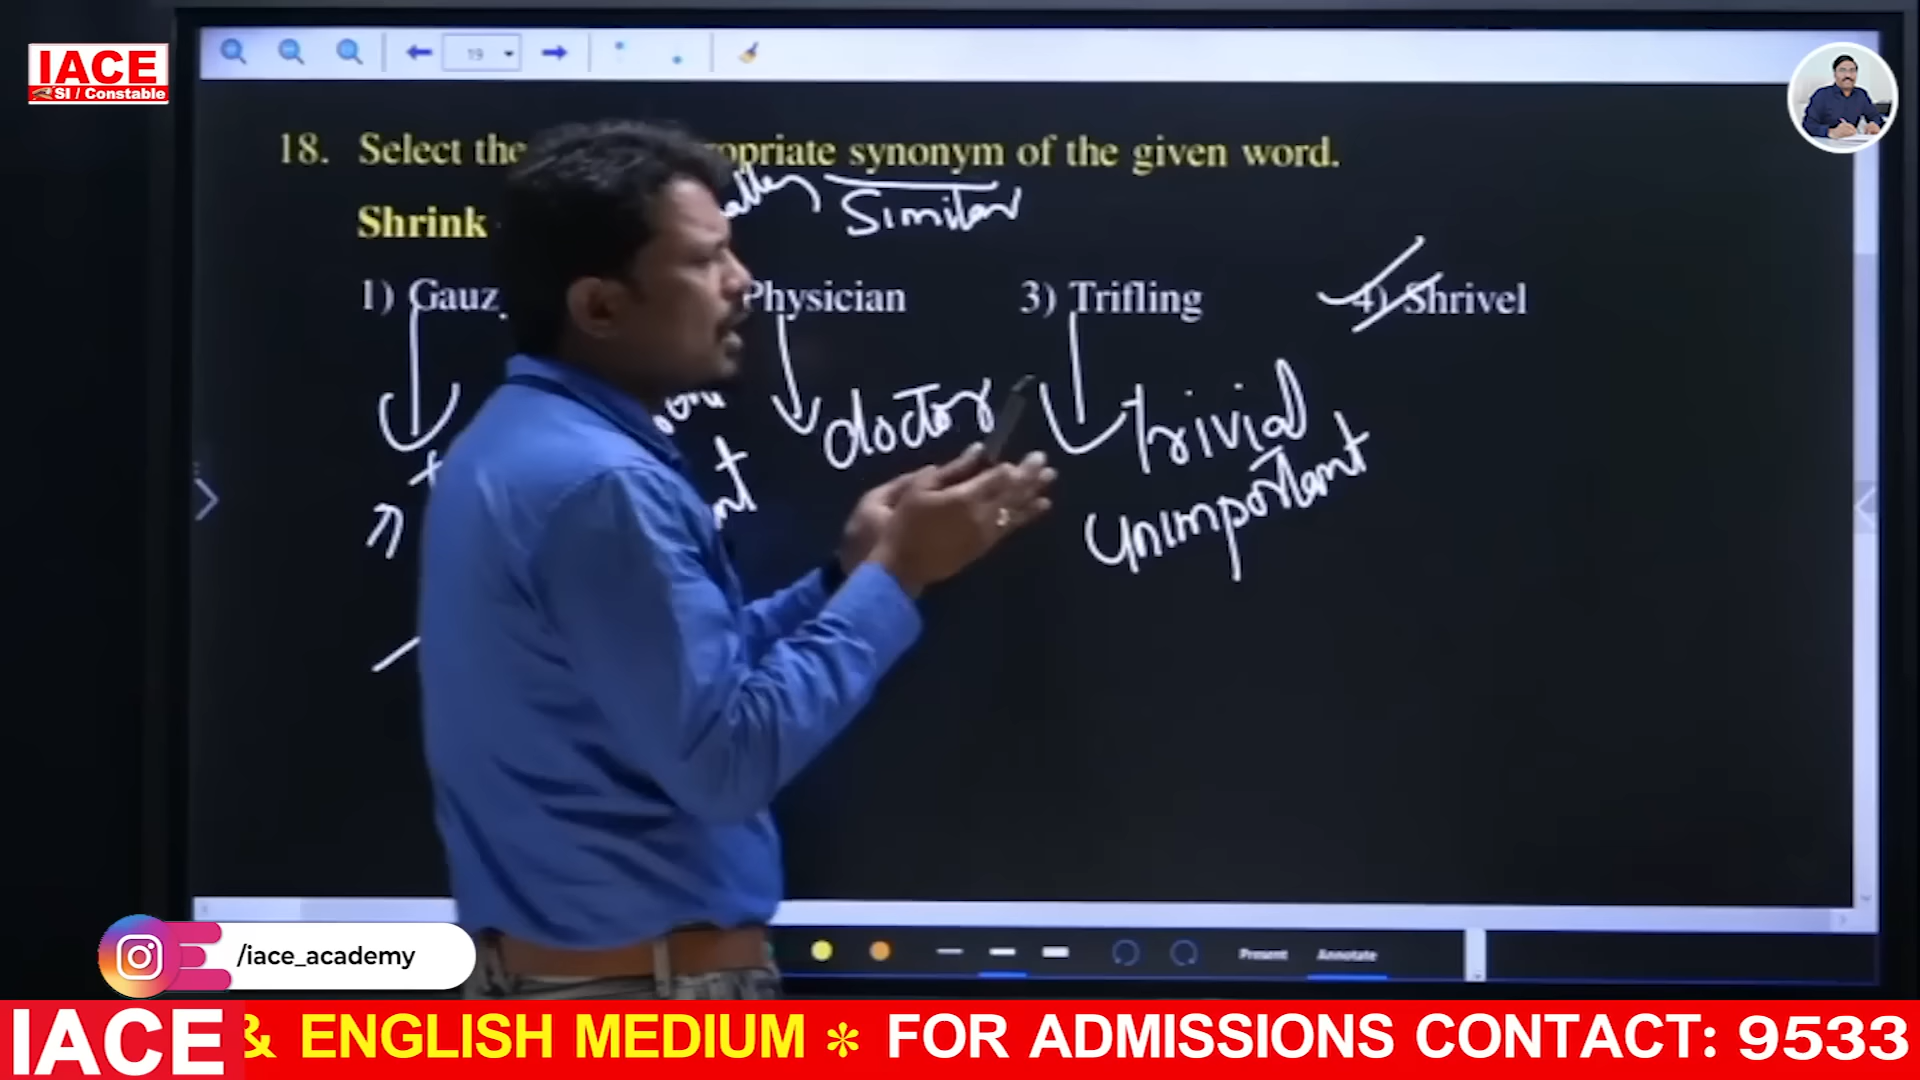 IACE
SI / Constable
19
18. Select the opriate synonym of the given word.
Similar
Shrink
1) Gauz Physician 3) Trifling 4) Shrivel
doctor trivial
unimportant
Present Annotate
/iace_academy
IACE & ENGLISH MEDIUM * FOR ADMISSIONS CONTACT: 9533